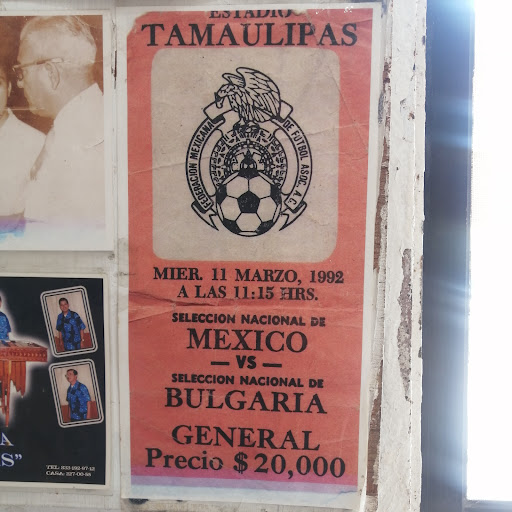 ESTADIO
TAMAULIPAS
FEDERACION MEXICANA DE FUTBOL ASOC. A.C.
MIER. 11 MARZO, 1992
A LAS 11:15 HRS.
SELECCION NACIONAL DE
MEXICO
— VS —
SELECCION NACIONAL DE
BULGARIA
GENERAL
Precio $20,000
A
S"